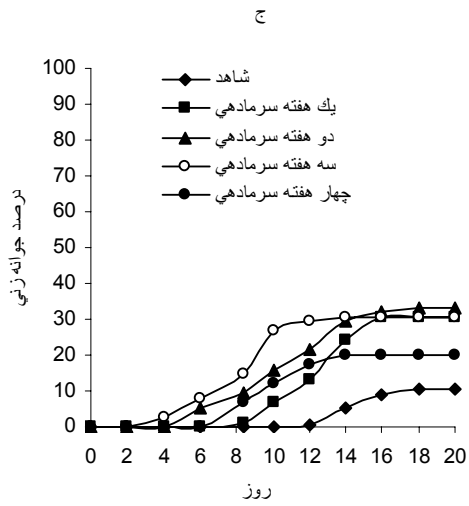 ج
شاهد
يك هفته سرمادهي
دو هفته سرمادهي
سه هفته سرمادهي
چهار هفته سرمادهي
درصد جوانه زني
100
90
80
70
60
50
40
30
20
10
0
0 2 4 6 8 10 12 14 16 18 20
روز